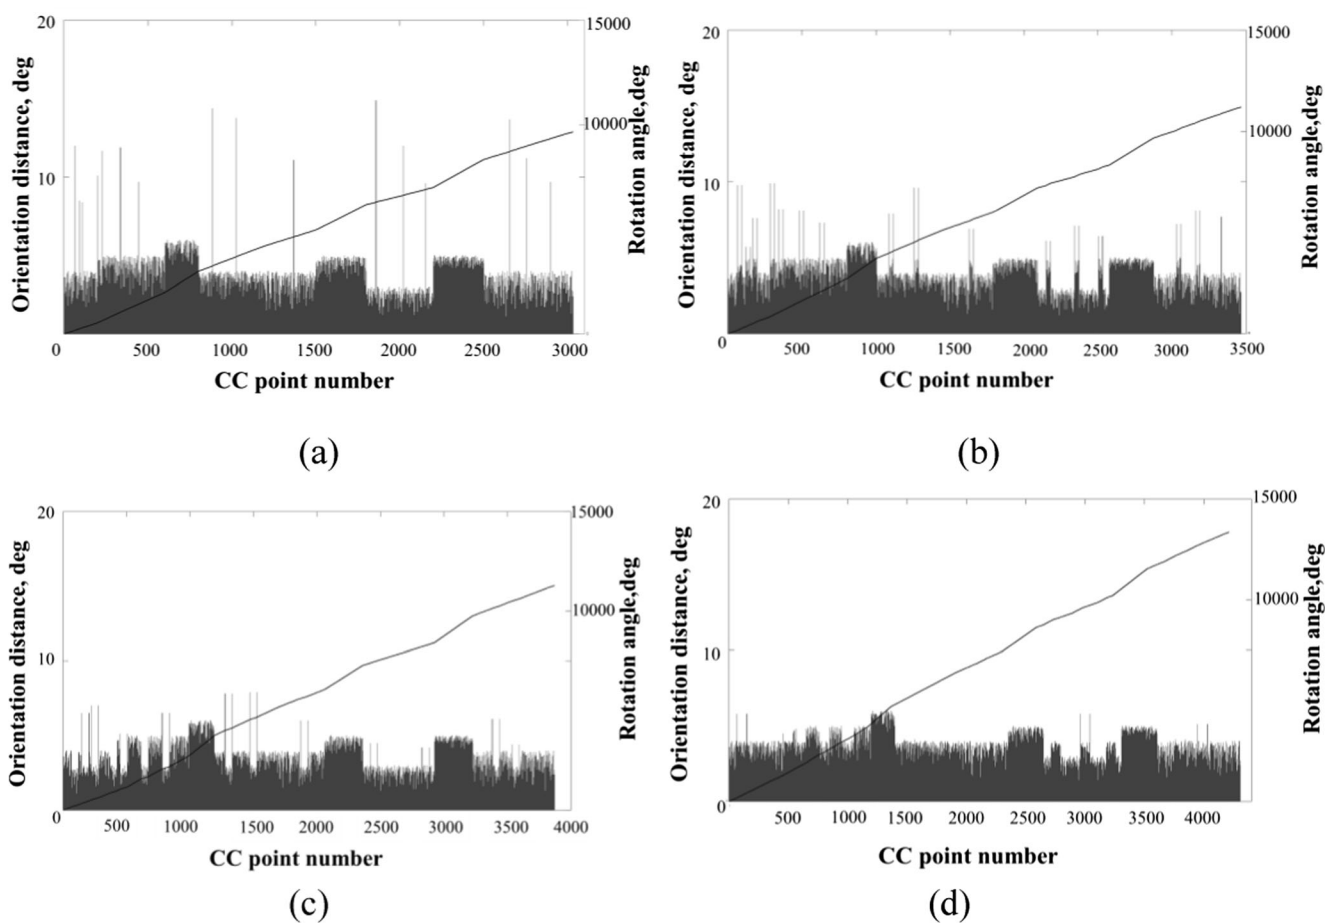 20
15000
10000
10
Orientation distance, deg
Rotation angle,deg
0 500 1000 1500 2000 2500 3000
CC point number
(a)
20
15000
10000
10
0
Orientation distance, deg
Rotation angle,deg
500 1000 1500 2000 2500 3000 3500
CC point number
(b)
20
15000
10000
10
0
Orientation distance, deg
Rotation angle,deg
500 1000 1500 2000 2500 3000 3500 4000
CC point number
(c)
20
15000
10000
10
0
Orientation distance, deg
Rotation angle,deg
500 1000 1500 2000 2500 3000 3500 4000
CC point number
(d)